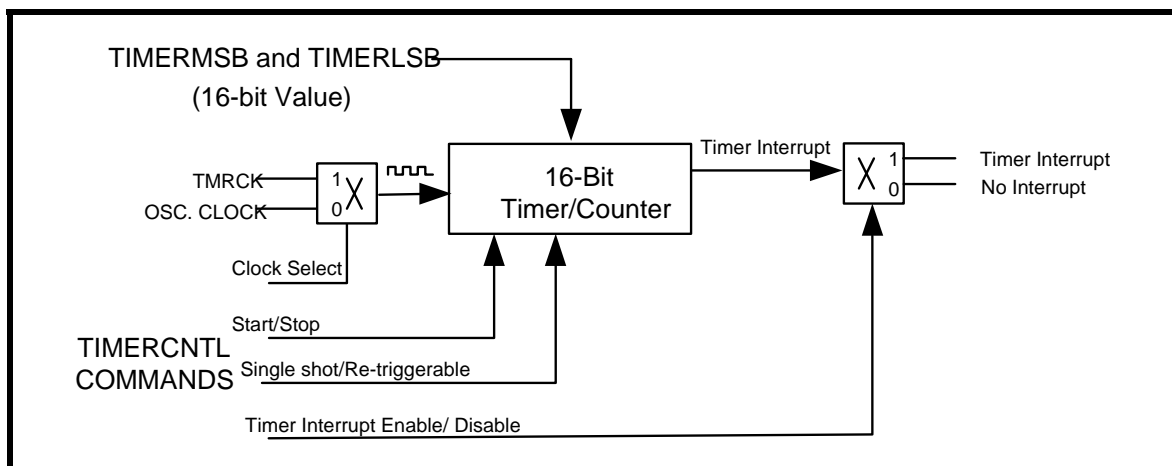 TIMERMSB and TIMERLSB
(16-bit Value)
Timer Interrupt
16-Bit
Timer/Counter
TMRCK
OSC. CLOCK
1
0
X
X
1
0
Timer Interrupt
No Interrupt
Clock Select
Start/Stop
TIMERCNTL
COMMANDS
Single shot/Re-triggerable
Timer Interrupt Enable/ Disable